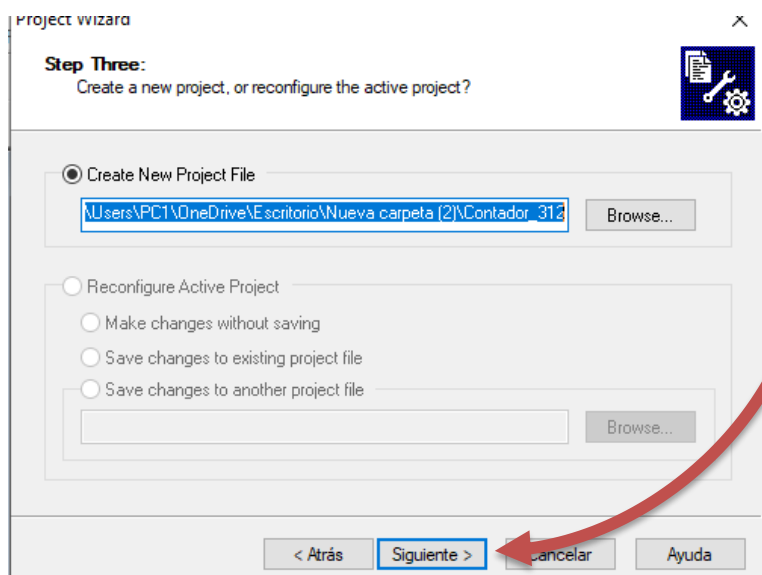 Project Wizard
Step Three:
Create a new project, or reconfigure the active project?
Create New Project File
\Users\PC1\OneDrive\Escritorio\Nueva carpeta (2)\Contador_312
Browse...
Reconfigure Active Project
Make changes without saving
Save changes to existing project file
Save changes to another project file
Browse...
< Atrás Siguiente > Cancelar Ayuda